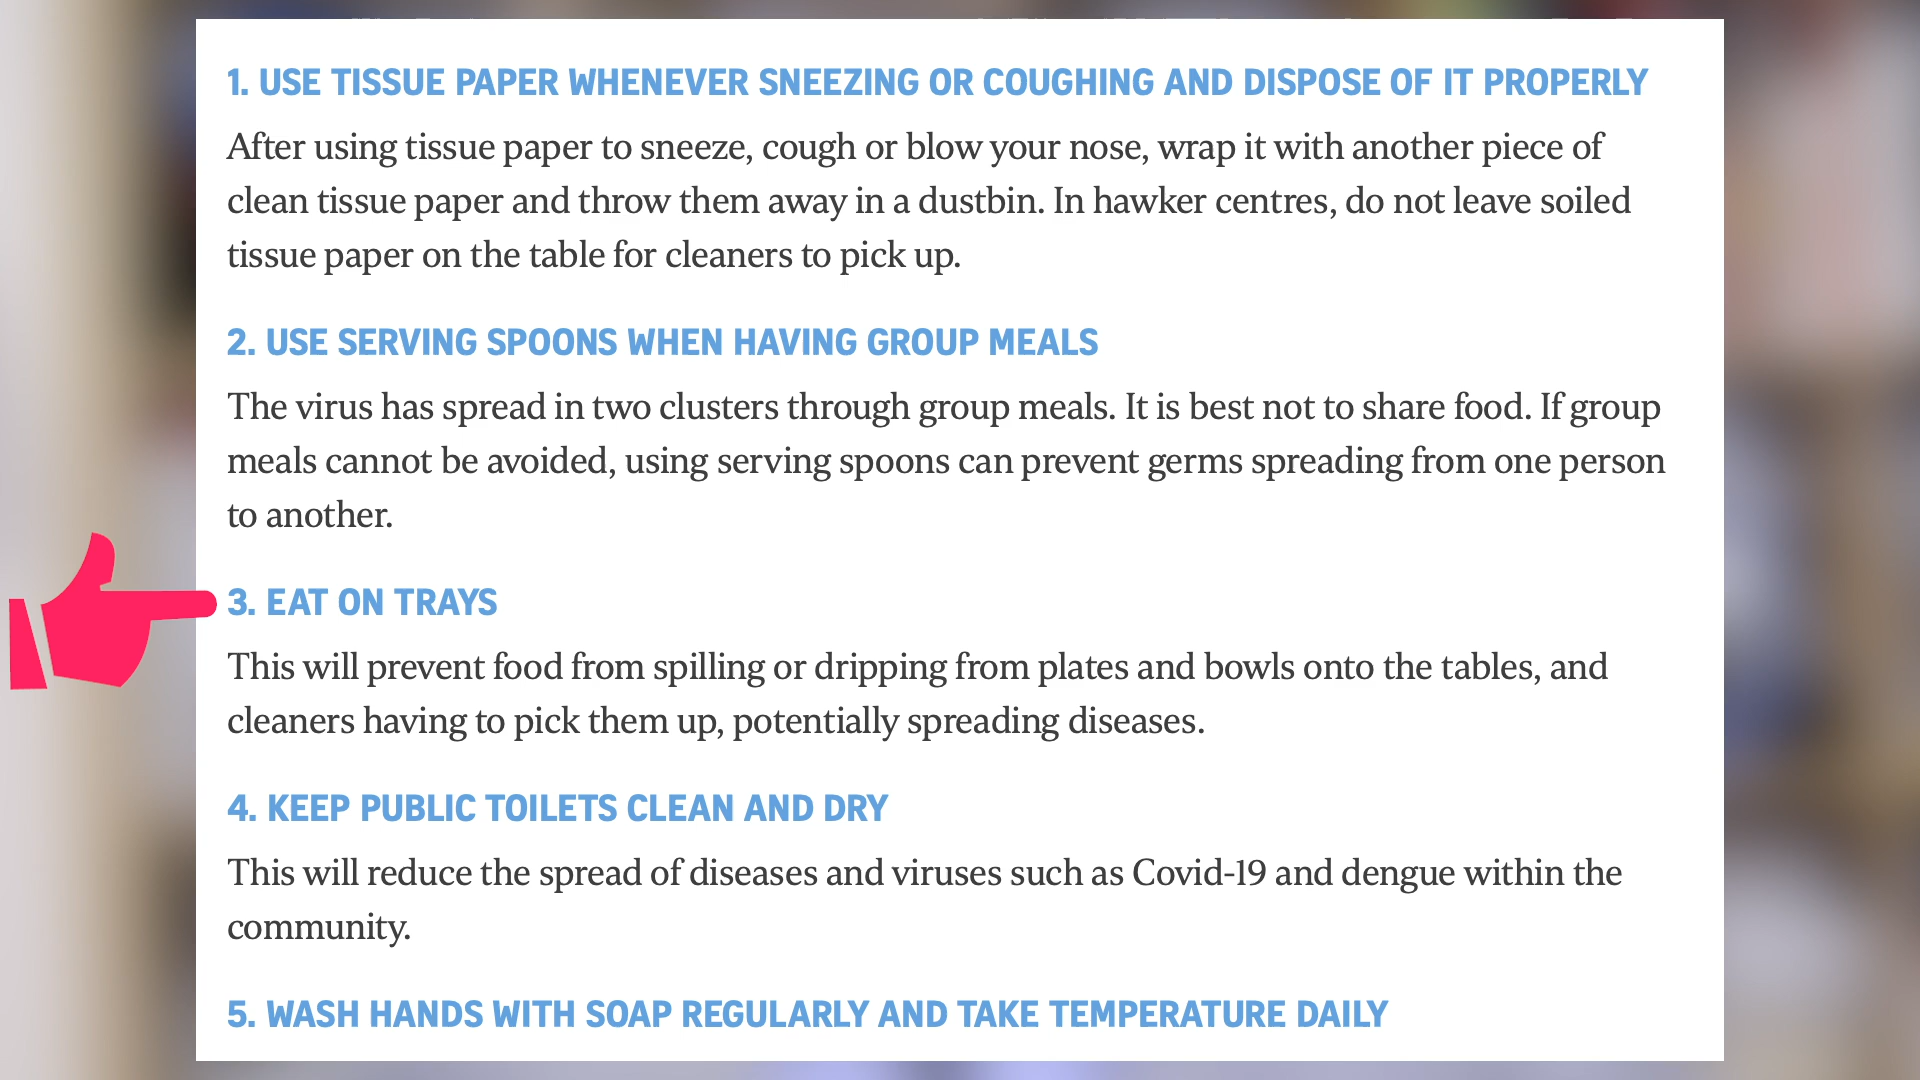 1. USE TISSUE PAPER WHENEVER SNEEZING OR COUGHING AND DISPOSE OF IT PROPERLY
After using tissue paper to sneeze, cough or blow your nose, wrap it with another piece of
clean tissue paper and throw them away in a dustbin. In hawker centres, do not leave soiled
tissue paper on the table for cleaners to pick up.
2. USE SERVING SPOONS WHEN HAVING GROUP MEALS
The virus has spread in two clusters through group meals. It is best not to share food. If group
meals cannot be avoided, using serving spoons can prevent germs spreading from one person
to another.
3. EAT ON TRAYS
This will prevent food from spilling or dripping from plates and bowls onto the tables, and
cleaners having to pick them up, potentially spreading diseases.
4. KEEP PUBLIC TOILETS CLEAN AND DRY
This will reduce the spread of diseases and viruses such as Covid-19 and dengue within the
community.
5. WASH HANDS WITH SOAP REGULARLY AND TAKE TEMPERATURE DAILY